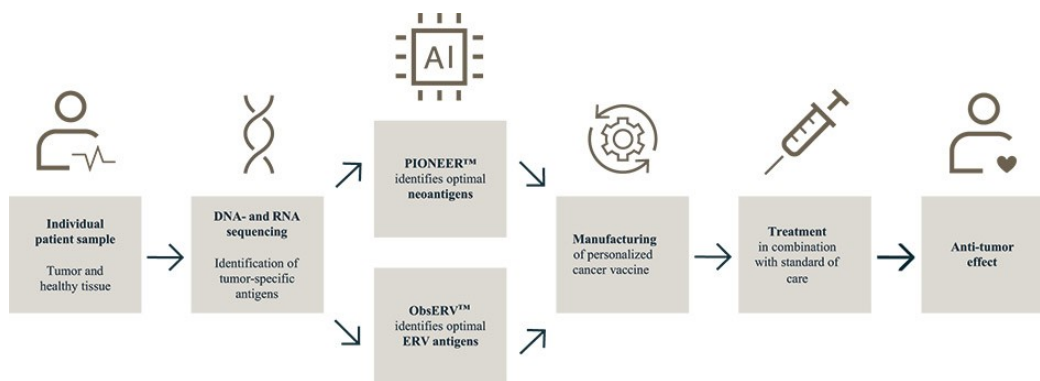 Individual
patient sample
Tumor and
healthy tissue
DNA- and RNA
sequencing
Identification of
tumor-specific
antigens
AI
PIONEER™
identifies optimal
neoantigens
ObsERV™
identifies optimal
ERV antigens
Manufacturing
of personalized
cancer vaccine
Treatment
in combination
with standard of
care
Anti-tumor
effect